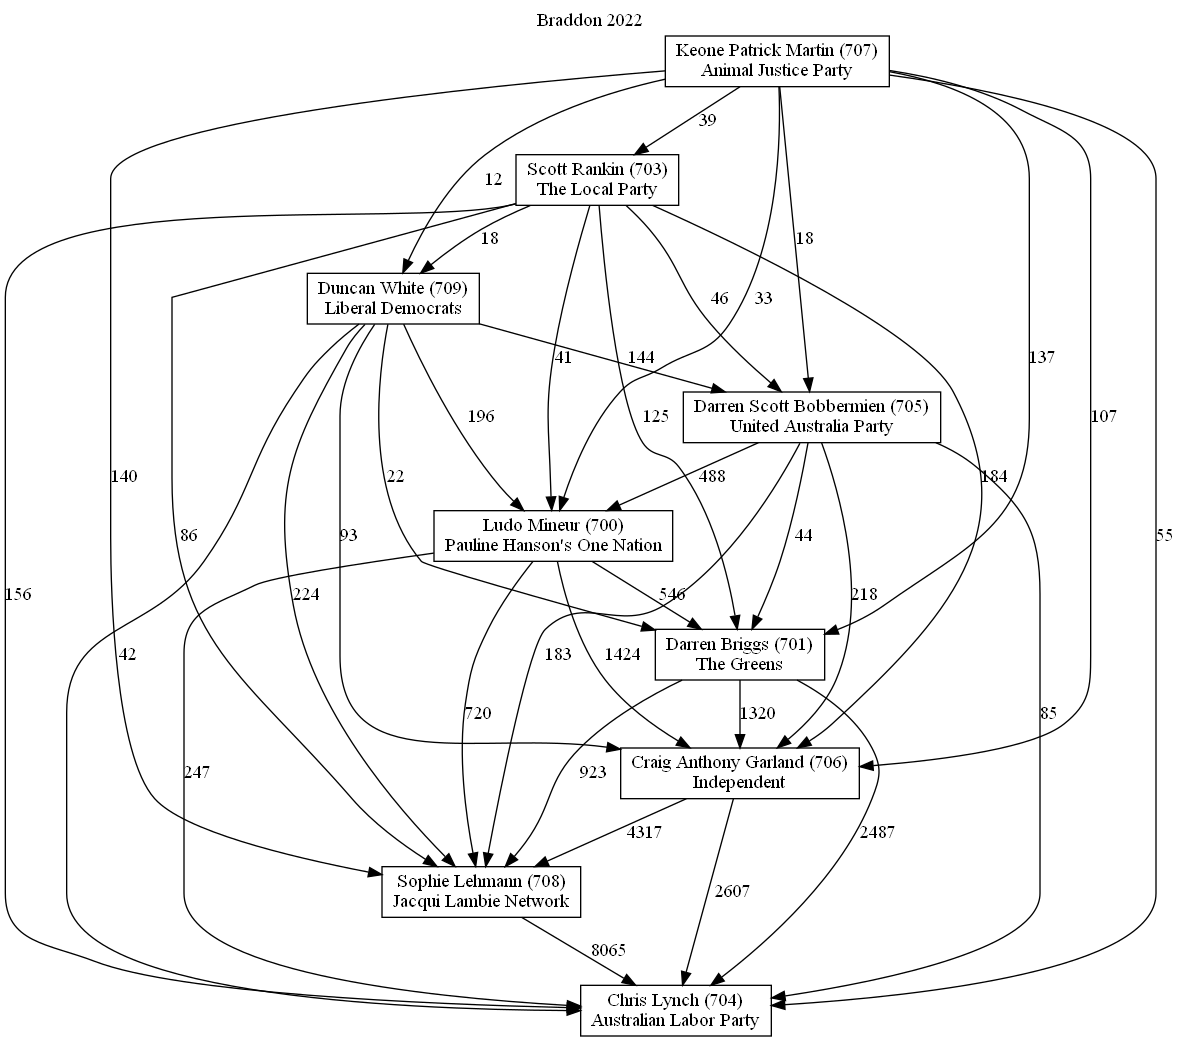 Braddon 2022
Keone Patrick Martin (707)
Animal Justice Party
39
Scott Rankin (703)
The Local Party
12
18
18
Duncan White (709)
Liberal Democrats
46
33
41
144
137
Darren Scott Bobbermien (705)
United Australia Party
196
125
107
140
22
488
184
Ludo Mineur (700)
Pauline Hanson's One Nation
86
93
44
55
156
224
546
218
Darren Briggs (701)
The Greens
42
183
1424
720
1320
85
Craig Anthony Garland (706)
Independent
247
923
4317
2487
Sophie Lehmann (708)
Jacqui Lambie Network
2607
8065
Chris Lynch (704)
Australian Labor Party